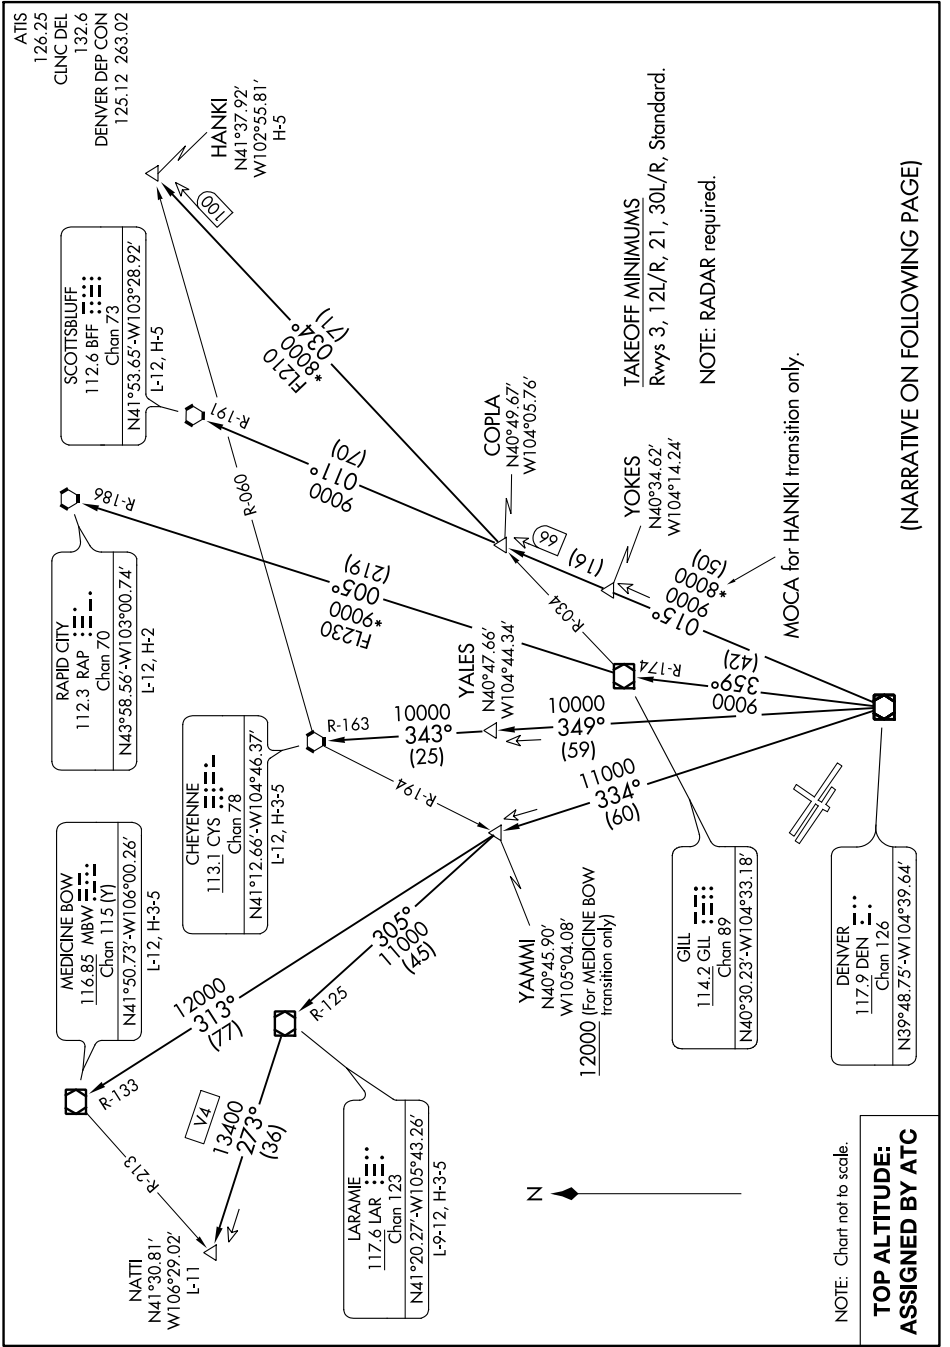 ATIS
126.25
CLNC DEL
132.6
DENVER DEP CON
125.12 263.02
HANKI
N41°37.92′
W102°55.81′
H-5
100
SCOTTSBLUFF
112.6 BFF
Chan 73
N41°53.65′-W103°28.92′
L-12, H-5
R-191
R-060
FL210
*8000
034°
(71)
9000
011°
(70)
COPLA
N40°49.67′
W104°05.76′
66
(16)
YOKES
N40°34.62′
W104°14.24′
TAKEOFF MINIMUMS
Rwys 3, 12L/R, 21, 30L/R, Standard.
NOTE: RADAR required.
MOCA for HANKI transition only.
(NARRATIVE ON FOLLOWING PAGE)
RAPID CITY
112.3 RAP
Chan 70
N43°58.56′-W103°00.74′
L-12, H-2
R-186
FL230
*9000
005°
(219)
R-034
R-174
9000
*8000
(50)
015°
(42)
359°
9000
YALES
N40°47.66′
W104°44.34′
CHEYENNE
113.1 CYS
Chan 78
N41°12.66′-W104°46.37′
L-12, H-3-5
R-163
R-194
10000
343°
(25)
10000
346°
(59)
11000
334°
(60)
MEDICINE BOW
116.85 MBW
Chan 115 (Y)
N41°50.73′-W106°00.26′
L-12, H-3-5
R-133
R-213
12000
313°
(77)
305°
11000
(45)
R-125
YAMMI
N40°45.90′
W105°04.08′
12000 (For MEDICINE BOW
transition only)
GILL
114.2 GLL
Chan 89
N40°30.23′-W104°33.18′
DENVER
117.9 DEN
Chan 126
N39°48.75′-W104°39.64′
V4
13400
273°
(36)
NATTI
N41°30.81′
W106°29.02′
L-11
LARAMIE
117.6 LAR
Chan 123
N41°20.27′-W105°43.26′
L-9-12, H-3-5
N
NOTE: Chart not to scale.
TOP ALTITUDE:
ASSIGNED BY ATC